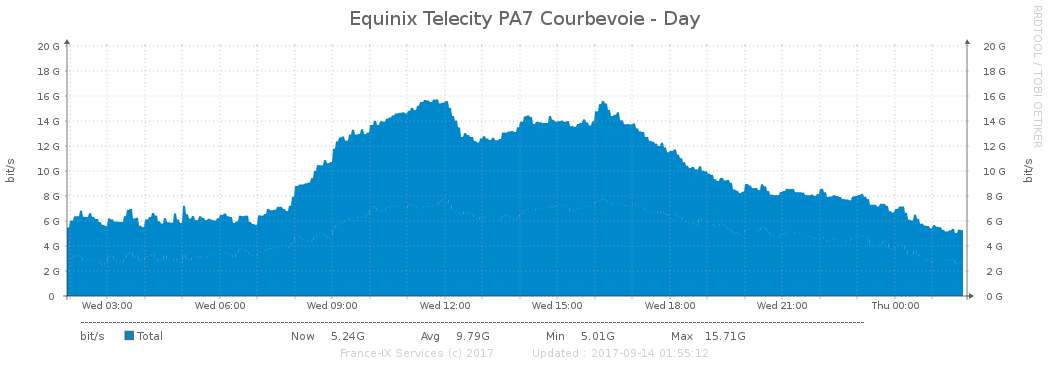 Equinix Telecity PA7 Courbevoie - Day
RRDTOOL / TOBI OETIKER
20 G 20 G
18 G 18 G
16 G 16 G
14 G 14 G
12 G 12 G
10 G 10 G
8 G 8 G
6 G 6 G
4 G 4 G
2 G 2 G
0 0 G
bit/s bit/s
Wed 03:00 Wed 06:00 Wed 09:00 Wed 12:00 Wed 15:00 Wed 18:00 Wed 21:00 Thu 00:00
bit/s Total Now 5.24G Avg 9.79G Min 5.01G Max 15.71G
France-IX Services (c) 2017 Updated : 2017-09-14 01:55:12